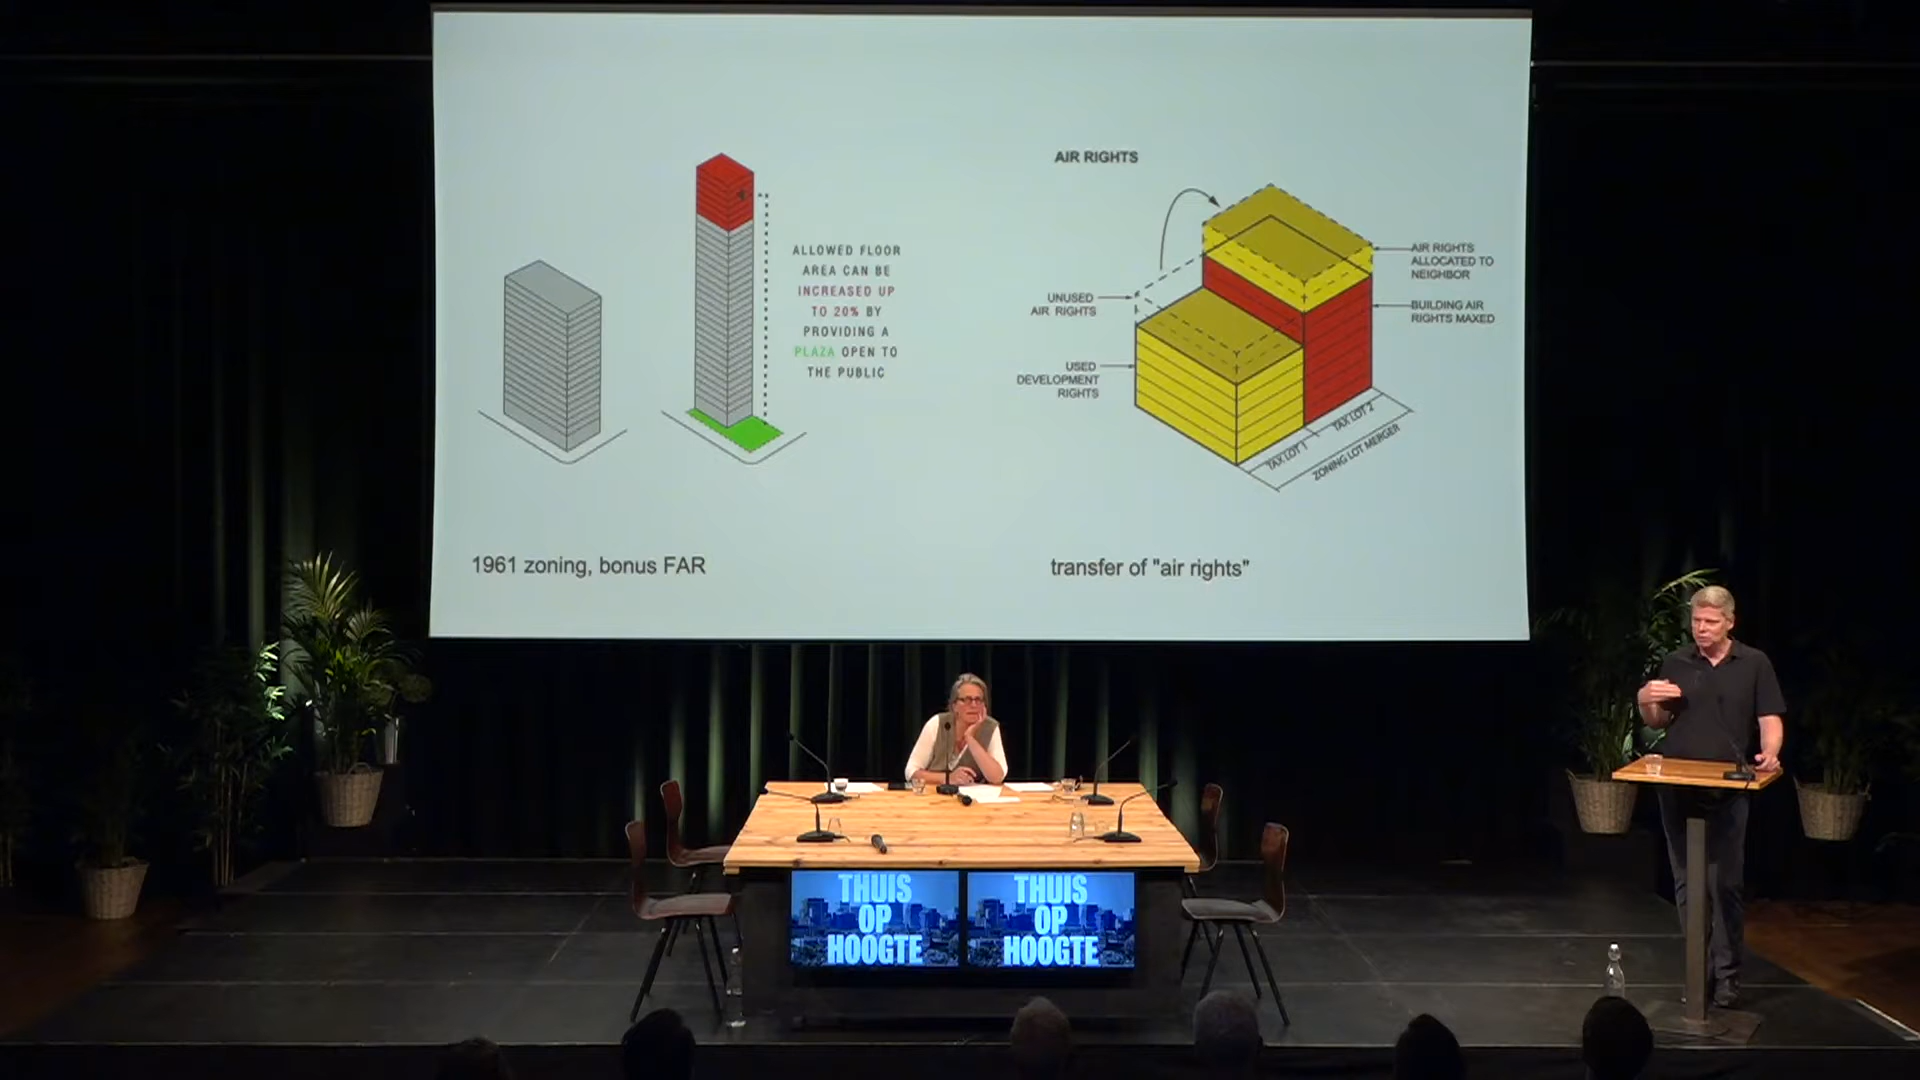 ALLOWED FLOOR
AREA CAN BE
INCREASED UP
TO 20% BY
PROVIDING A
PLAZA OPEN TO
THE PUBLIC
1961 zoning, bonus FAR
AIR RIGHTS
UNUSED
AIR RIGHTS
USED
DEVELOPMENT
RIGHTS
AIR RIGHTS
ALLOCATED TO
NEIGHBOR
BUILDING AIR
RIGHTS MAXED
TAX LOT 1
TAX LOT 2
ZONING LOT MERGER
transfer of "air rights"
THUIS
OP
HOOGTE
THUIS
OP
HOOGTE